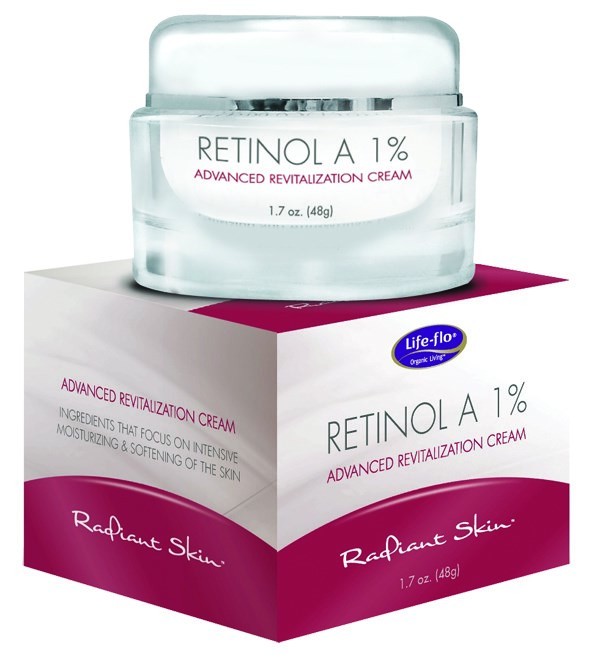 RETINOL A 1%
ADVANCED REVITALIZATION CREAM
1.7 oz. (48g)
Life-flo®
Organic Living®
ADVANCED REVITALIZATION CREAM
INGREDIENTS THAT FOCUS ON INTENSIVE
MOISTURIZING & SOFTENING OF THE SKIN
Radiant Skin®
RETINOL A 1%
ADVANCED REVITALIZATION CREAM
Radiant Skin®
1.7 oz. (48g)